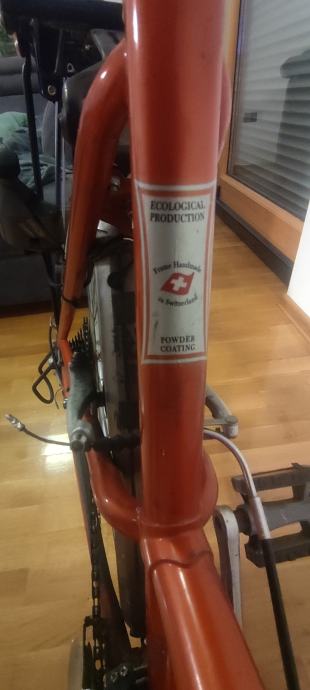 ECOLOGICAL
PRODUCTION
Frame Handmade
in Switzerland
POWDER
COATING